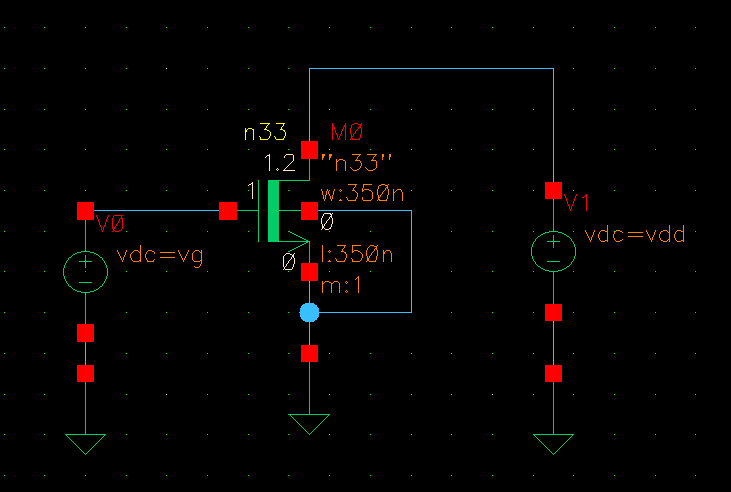 n33
M0
1.2
"n33"
1
w:350n
V0
0
V1
vdc=vg
0
l:350n
vdc=vdd
m:1